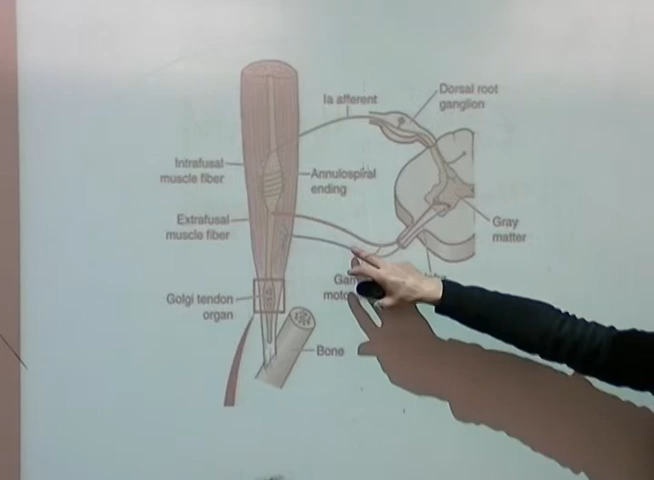 Ia afferent
Dorsal root
ganglion
Intrafusal
muscle fiber
Annulospiral
ending
Extrafusal
muscle fiber
Gray
matter
Golgi tendon
organ
Bone